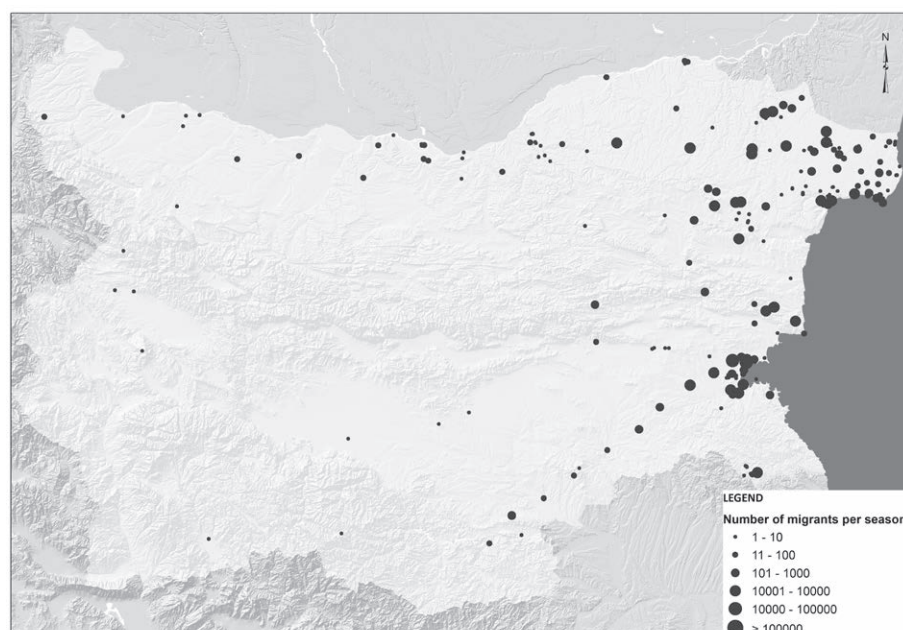 N
LEGEND
Number of migrants per season
1 - 10
11 - 100
101 - 1000
10001 - 10000
10000 - 100000
> 100000